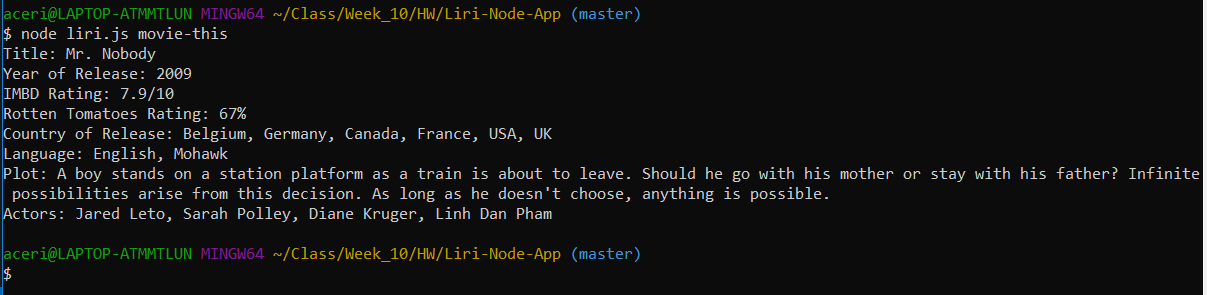 aceri@LAPTOP-ATMMTLUN MINGW64 ~/Class/Week_10/HW/Liri-Node-App (master)
$ node liri.js movie-this
Title: Mr. Nobody
Year of Release: 2009
IMBD Rating: 7.9/10
Rotten Tomatoes Rating: 67%
Country of Release: Belgium, Germany, Canada, France, USA, UK
Language: English, Mohawk
Plot: A boy stands on a station platform as a train is about to leave. Should he go with his mother or stay with his father? Infinite
possibilities arise from this decision. As long as he doesn't choose, anything is possible.
Actors: Jared Leto, Sarah Polley, Diane Kruger, Linh Dan Pham
aceri@LAPTOP-ATMMTLUN MINGW64 ~/Class/Week_10/HW/Liri-Node-App (master)
$